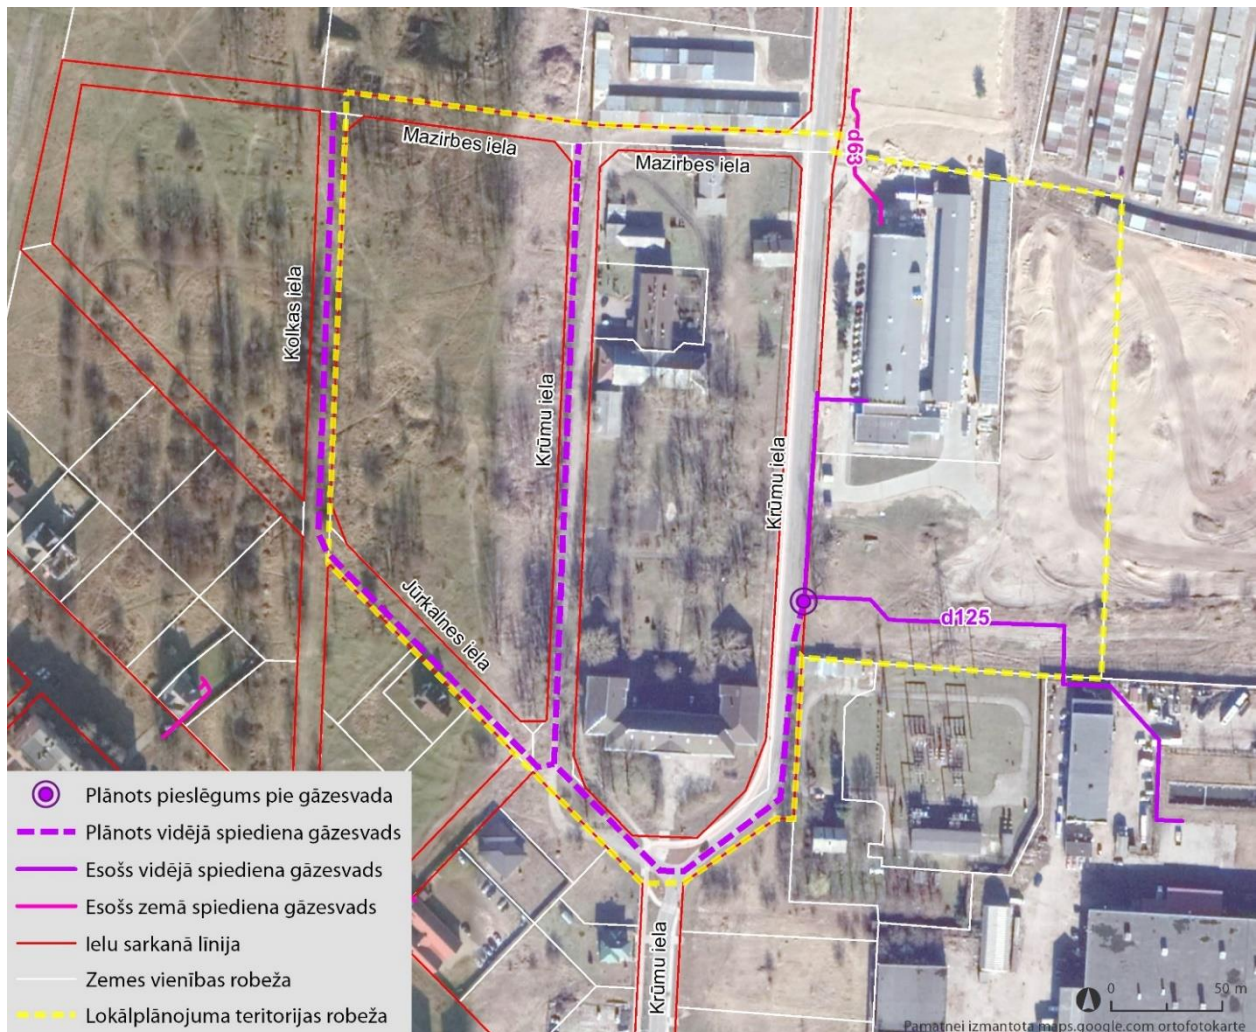 d63
Mazirbes iela
Mazirbes iela
Kolkas iela
Krūmu iela
Krūmu iela
Jūrkalnes iela
d125
Plānots pieslēgums pie gāzesvada
Plānots vidējā spiediena gāzesvads
Esošs vidējā spiediena gāzesvads
Esošs zemā spiediena gāzesvads
Ielu sarkanā līnija
Zemes vienības robeža
Lokālplānojuma teritorijas robeža
Krūmu iela
0 50 m
Pamatnei izmantota maps.google.com ortofotokarte